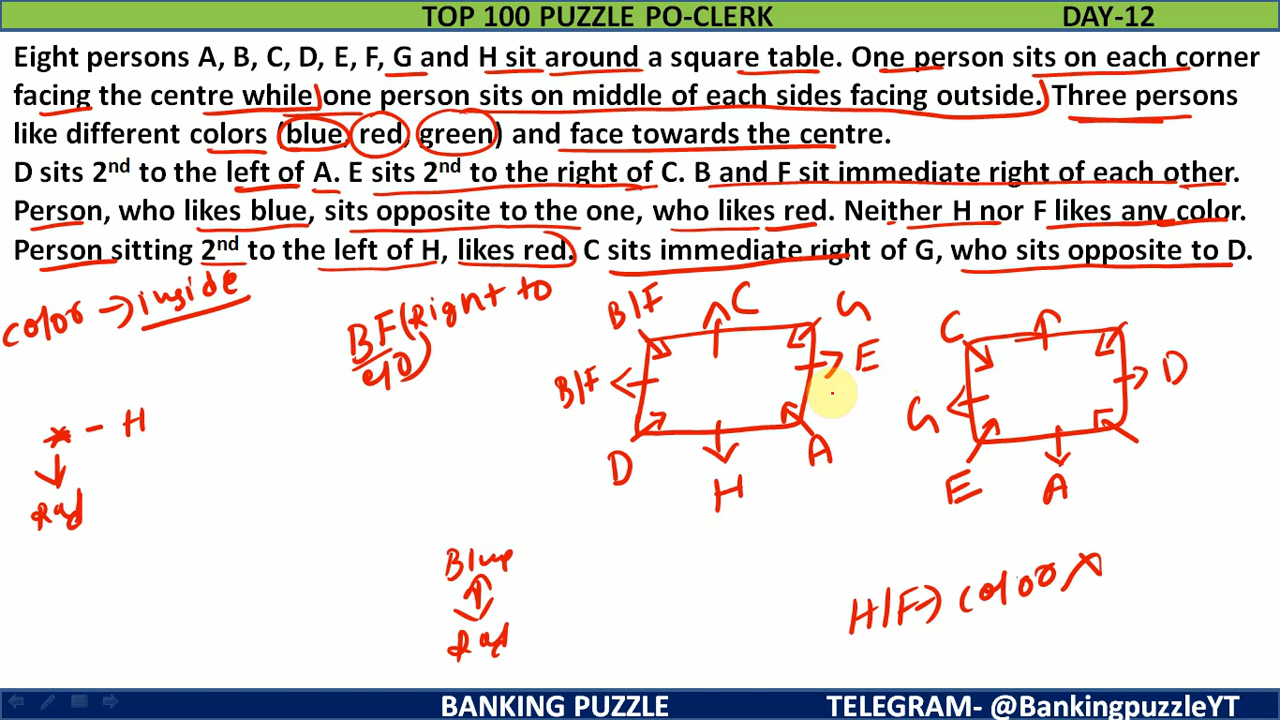 TOP 100 PUZZLE PO-CLERK DAY-12
Eight persons A, B, C, D, E, F, G and H sit around a square table. One person sits on each corner
facing the centre while one person sits on middle of each sides facing outside. Three persons
like different colors (blue, red, green) and face towards the centre.
D sits 2nd to the left of A. E sits 2nd to the right of C. B and F sit immediate right of each other.
Person, who likes blue, sits opposite to the one, who likes red. Neither H nor F likes any color.
Person sitting 2nd to the left of H, likes red. C sits immediate right of G, who sits opposite to D.
color → inside
BF (Right to
B/F C G
C
B/F E
D
G
* - H
D H A
E A
Blue
Red
H/F → color X
BANKING PUZZLE TELEGRAM- @BankingpuzzleYT